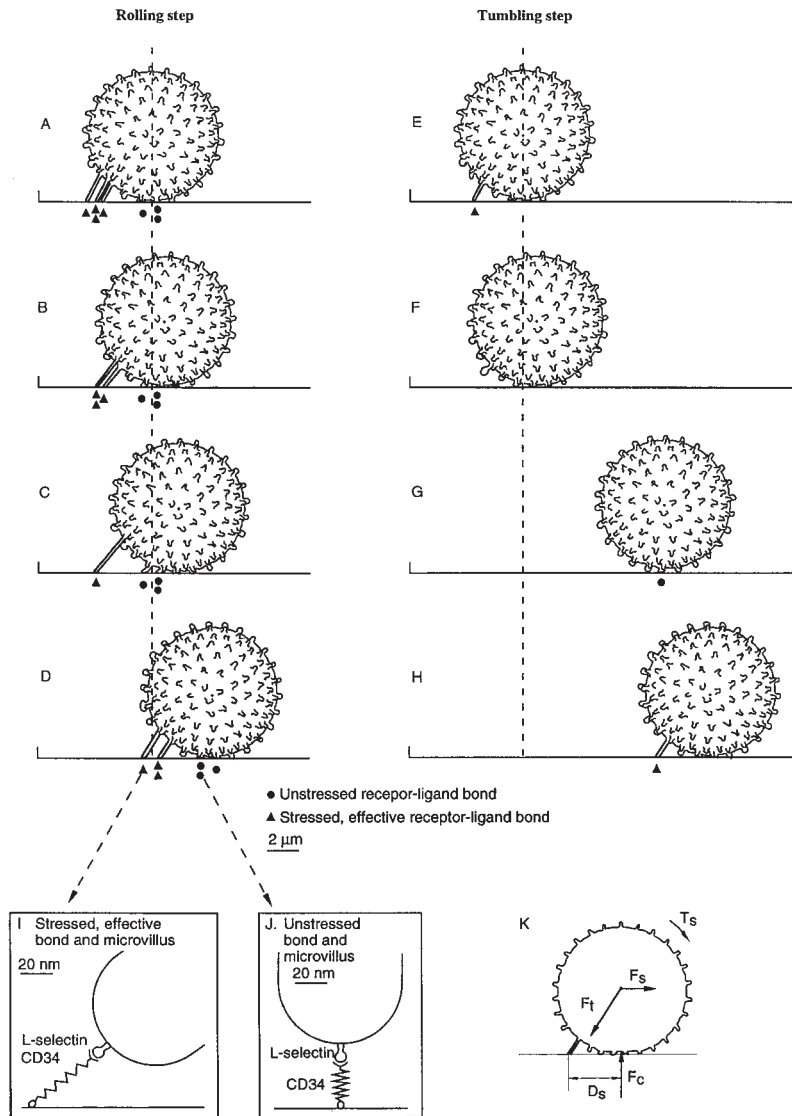 Rolling step
Tumbling step
A
E
B
F
C
G
D
H
● Unstressed recepor-ligand bond
▲ Stressed, effective receptor-ligand bond
2 μm
I Stressed, effective
bond and microvillus
20 nm
L-selectin
CD34
J. Unstressed
bond and
microvillus
20 nm
L-selectin
CD34
K
Ts
Fs
Ft
Ds
Fc